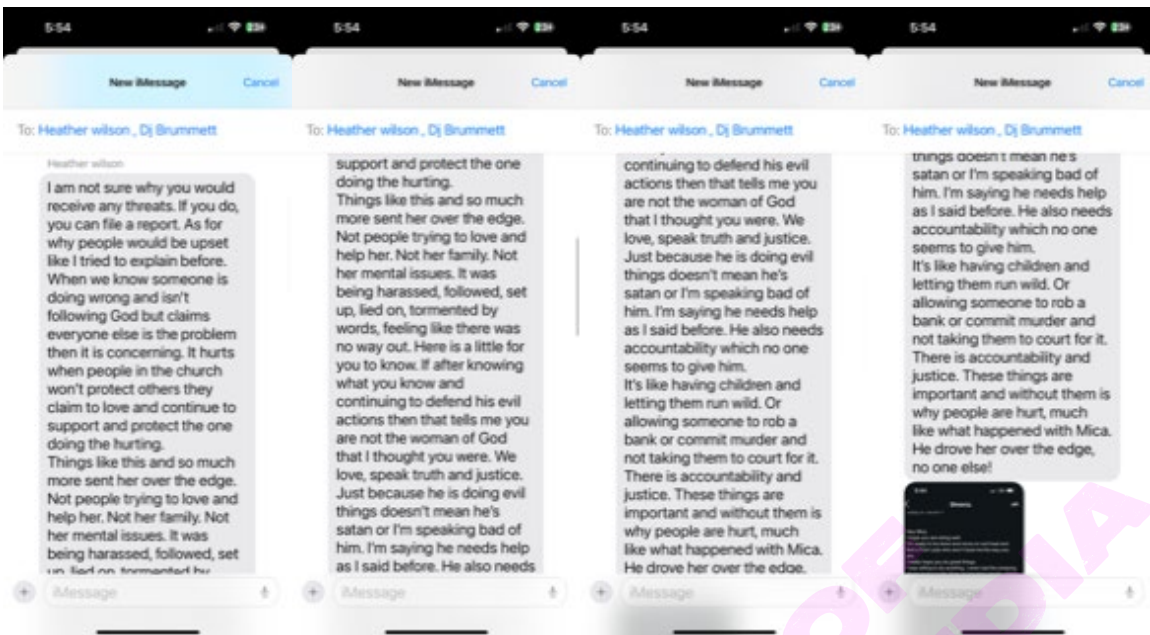 5:54
New iMessage
Cancel
To: Heather wilson , Dj Brummett
Heather wilson
I am not sure why you would
receive any threats. If you do,
you can file a report. As for
why people would be upset
like I tried to explain before.
When we know someone is
doing wrong and isn't
following God but claims
everyone else is the problem
then it is concerning. It hurts
when people in the church
won't protect others they
claim to love and continue to
support and protect the one
doing the hurting.
Things like this and so much
more sent her over the edge.
Not people trying to love and
help her. Not her family. Not
her mental issues. It was
being harassed, followed, set
up, lied on, tormented by
iMessage
5:54
New iMessage
Cancel
To: Heather wilson , Dj Brummett
support and protect the one
doing the hurting.
Things like this and so much
more sent her over the edge.
Not people trying to love and
help her. Not her family. Not
her mental issues. It was
being harassed, followed, set
up, lied on, tormented by
words, feeling like there was
no way out. Here is a little for
you to know. If after knowing
what you know and
continuing to defend his evil
actions then that tells me you
are not the woman of God
that I thought you were. We
love, speak truth and justice.
Just because he is doing evil
things doesn't mean he's
satan or I'm speaking bad of
him. I'm saying he needs help
as I said before. He also needs
iMessage
5:54
New iMessage
Cancel
To: Heather wilson , Dj Brummett
continuing to defend his evil
actions then that tells me you
are not the woman of God
that I thought you were. We
love, speak truth and justice.
Just because he is doing evil
things doesn't mean he's
satan or I'm speaking bad of
him. I'm saying he needs help
as I said before. He also needs
accountability which no one
seems to give him.
It's like having children and
letting them run wild. Or
allowing someone to rob a
bank or commit murder and
not taking them to court for it.
There is accountability and
justice. These things are
important and without them is
why people are hurt, much
like what happened with Mica.
He drove her over the edge,
iMessage
5:54
New iMessage
Cancel
To: Heather wilson , Dj Brummett
things doesn't mean he's
satan or I'm speaking bad of
him. I'm saying he needs help
as I said before. He also needs
accountability which no one
seems to give him.
It's like having children and
letting them run wild. Or
allowing someone to rob a
bank or commit murder and
not taking them to court for it.
There is accountability and
justice. These things are
important and without them is
why people are hurt, much
like what happened with Mica.
He drove her over the edge,
no one else!
iMessage